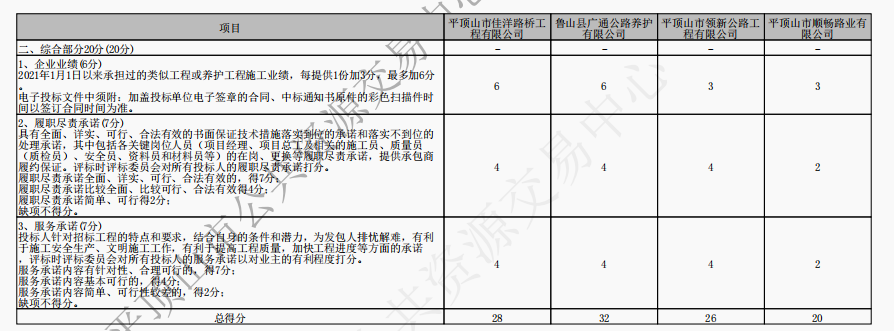 项目
平顶山市佳洋路桥工
程有限公司
鲁山县广通公路养护
有限公司
平顶山市领新公路工
程有限公司
平顶山市顺畅路业有
限公司
二、综合部分20分(20分)
-
-
-
-
1、企业业绩(6分)
2021年1月1日以来承担过的类似工程或养护工程施工业绩，每提供1份加3分，最多加6分
。
电子投标文件中须附：加盖投标单位电子签章的合同、中标通知书原件的彩色扫描件时
间以签订合同时间为准。
6
6
3
3
2、履职尽责承诺(7分)
具有全面、详实、可行、合法有效的书面保证技术措施落实到位的承诺和落实不到位的
处理承诺，其中包括各关键岗位人员（项目经理、项目总工及相关的施工员、质量员
（质检员）、安全员、资料员和材料员等）的在岗、更换等履职尽责承诺，提供承包商
履约保证。评标时评标委员会对所有投标人的履职尽责承诺打分。
履职尽责承诺全面、详实、可行、合法有效的，得7分；
履职尽责承诺比较全面、比较可行、合法有效得4分；
履职尽责承诺简单、可行得2分；
缺项不得分。
4
4
4
2
3、服务承诺(7分)
投标人针对招标工程的特点和要求，结合自身的条件和潜力，为发包人排忧解难，有利
于施工安全生产、文明施工工作，有利于提高工程质量，加快工程进度等方面的承诺
，评标时评标委员会对所有投标人的服务承诺以对业主的有利程度打分。
服务承诺内容有针对性、合理可行的，得7分；
服务承诺内容基本可行的，得4分；
服务承诺内容简单、可行性较差的，得2分；
缺项不得分。
4
4
4
2
总得分
28
32
26
20
平顶山市公共资源交易中心
公共资源交易中心